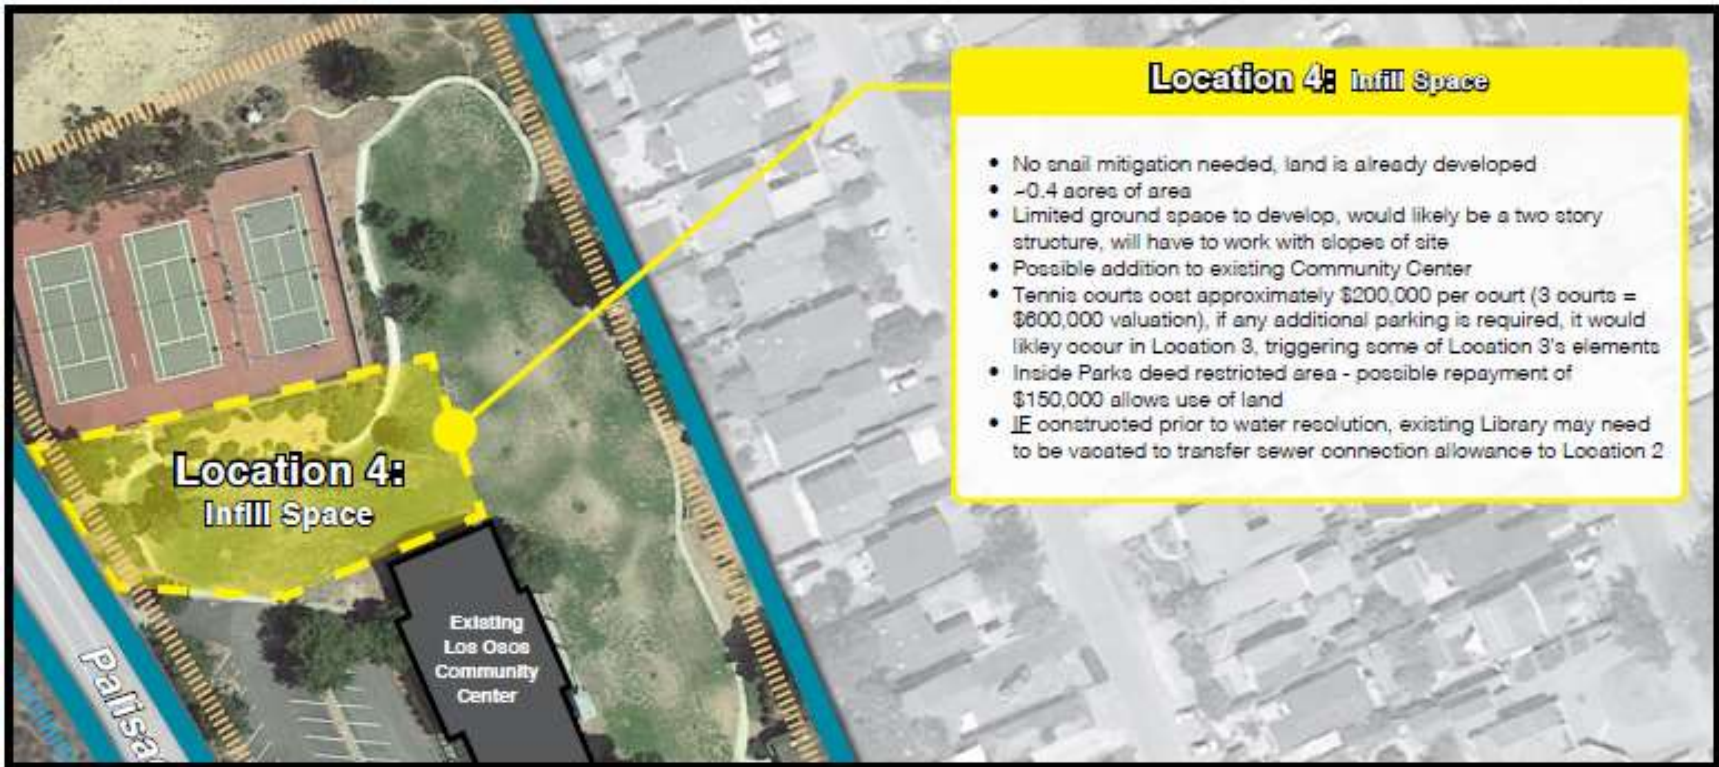 Location 4: Infill Space
• No snail mitigation needed, land is already developed
• ~0.4 acres of area
• Limited ground space to develop, would likely be a two story
structure, will have to work with slopes of site
• Possible addition to existing Community Center
• Tennis courts cost approximately $200,000 per court (3 courts =
$600,000 valuation), if any additional parking is required, it would
likley occur in Location 3, triggering some of Location 3's elements
• Inside Parks deed restricted area - possible repayment of
$150,000 allows use of land
• IF constructed prior to water resolution, existing Library may need
to be vacated to transfer sewer connection allowance to Location 2
Location 4:
Infill Space
Existing
Los Osos
Community
Center
Palisa